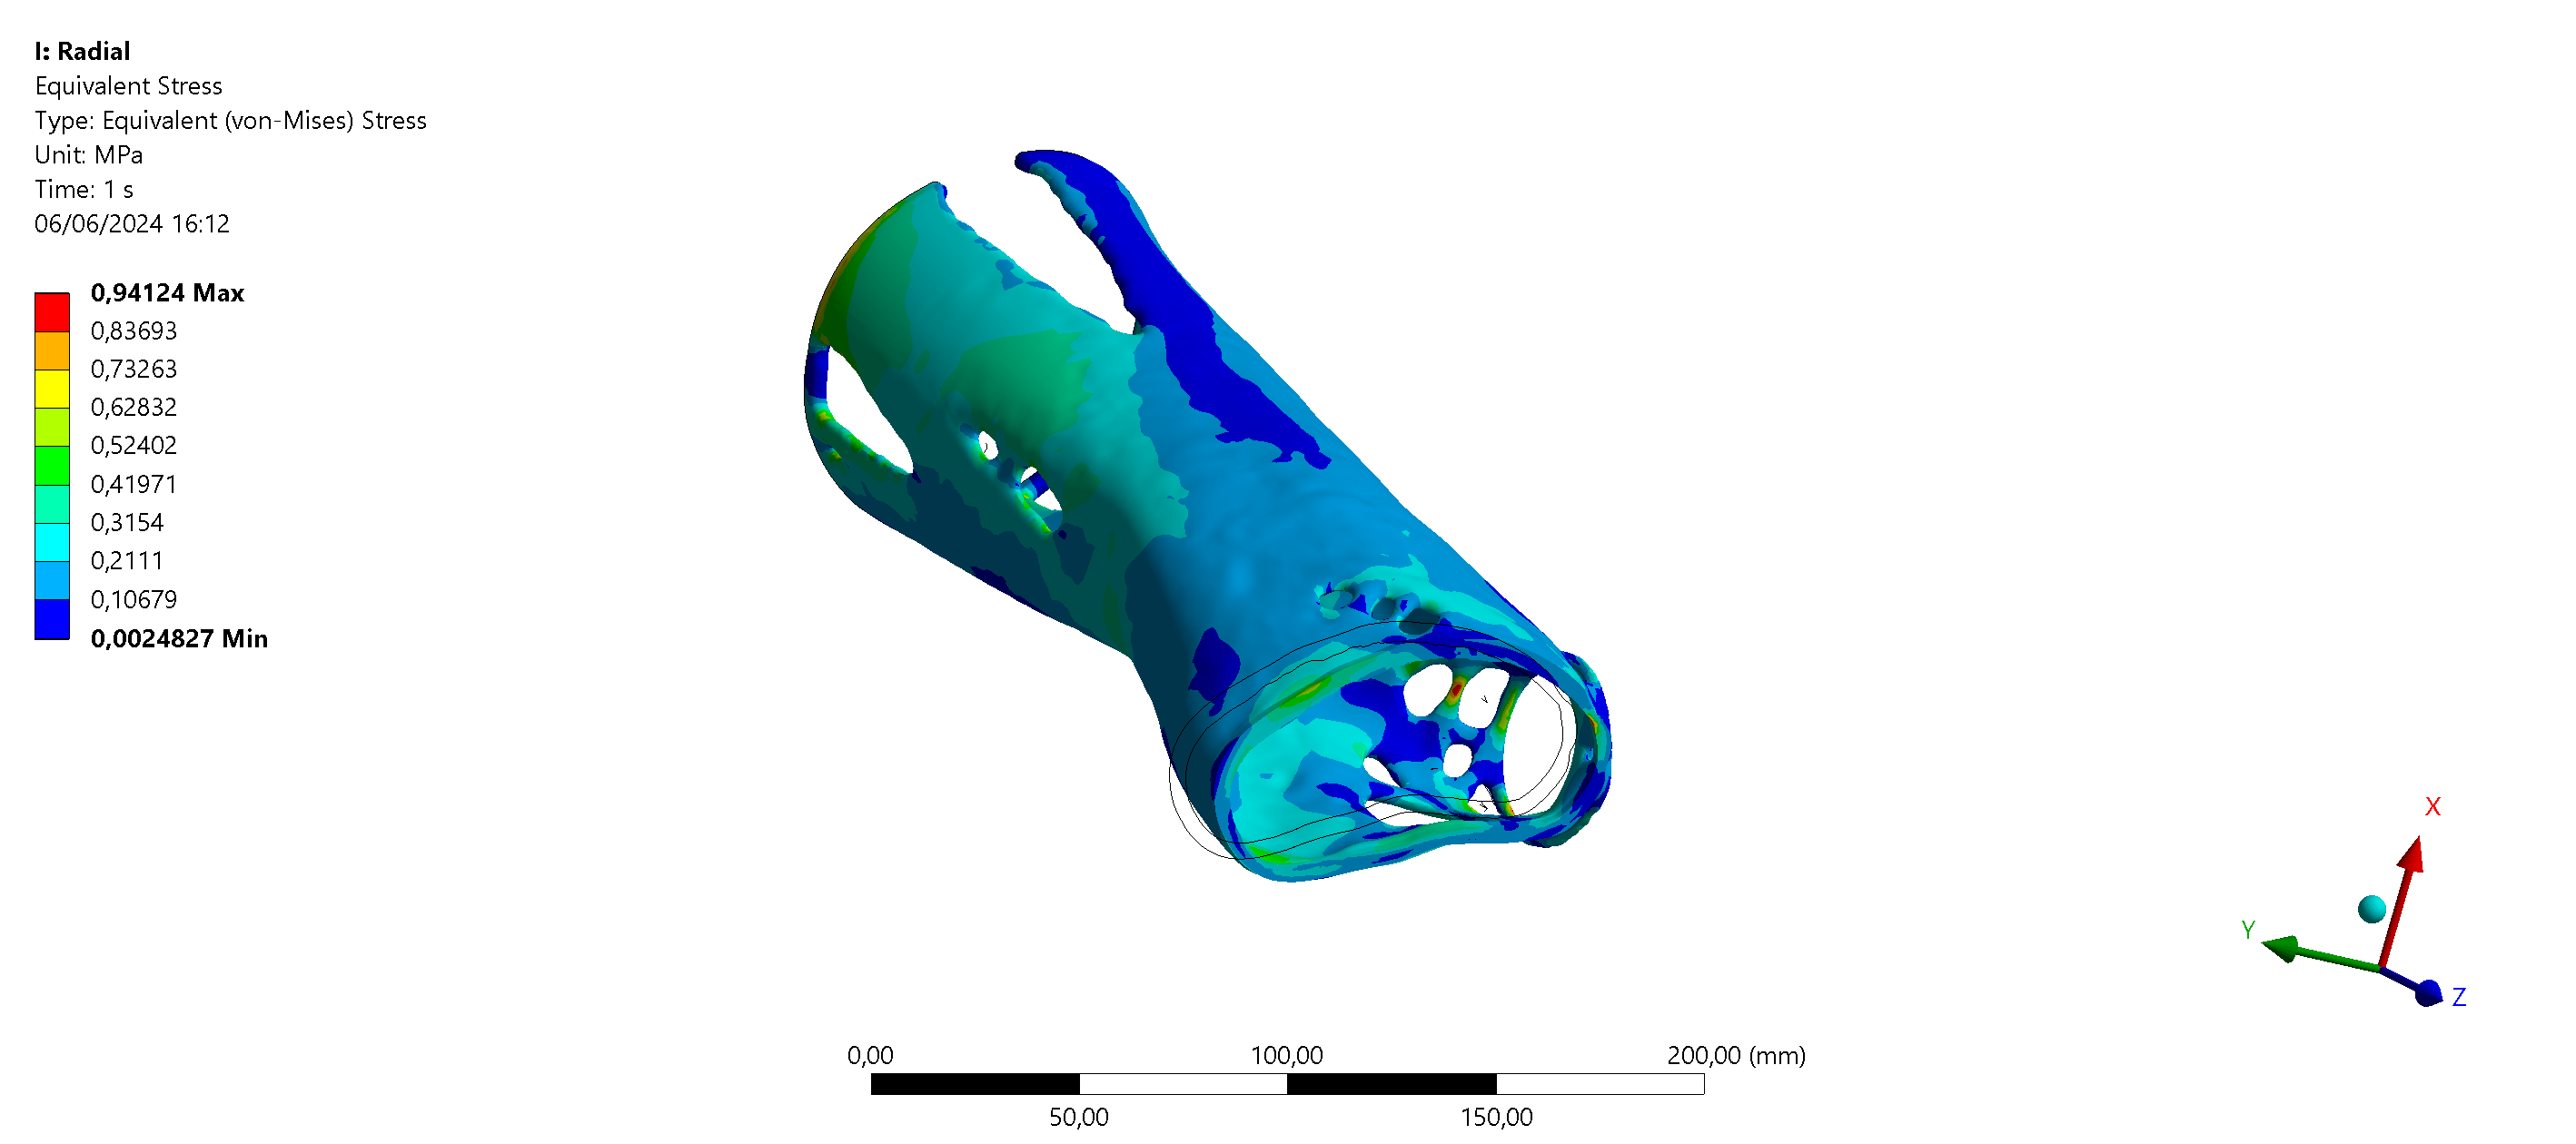 I: Radial
Equivalent Stress
Type: Equivalent (von-Mises) Stress
Unit: MPa
Time: 1 s
06/06/2024 16:12
0,94124 Max
0,83693
0,73263
0,62832
0,52402
0,41971
0,3154
0,2111
0,10679
0,0024827 Min
X
Y
Z
0,00 100,00 200,00 (mm)
50,00 150,00